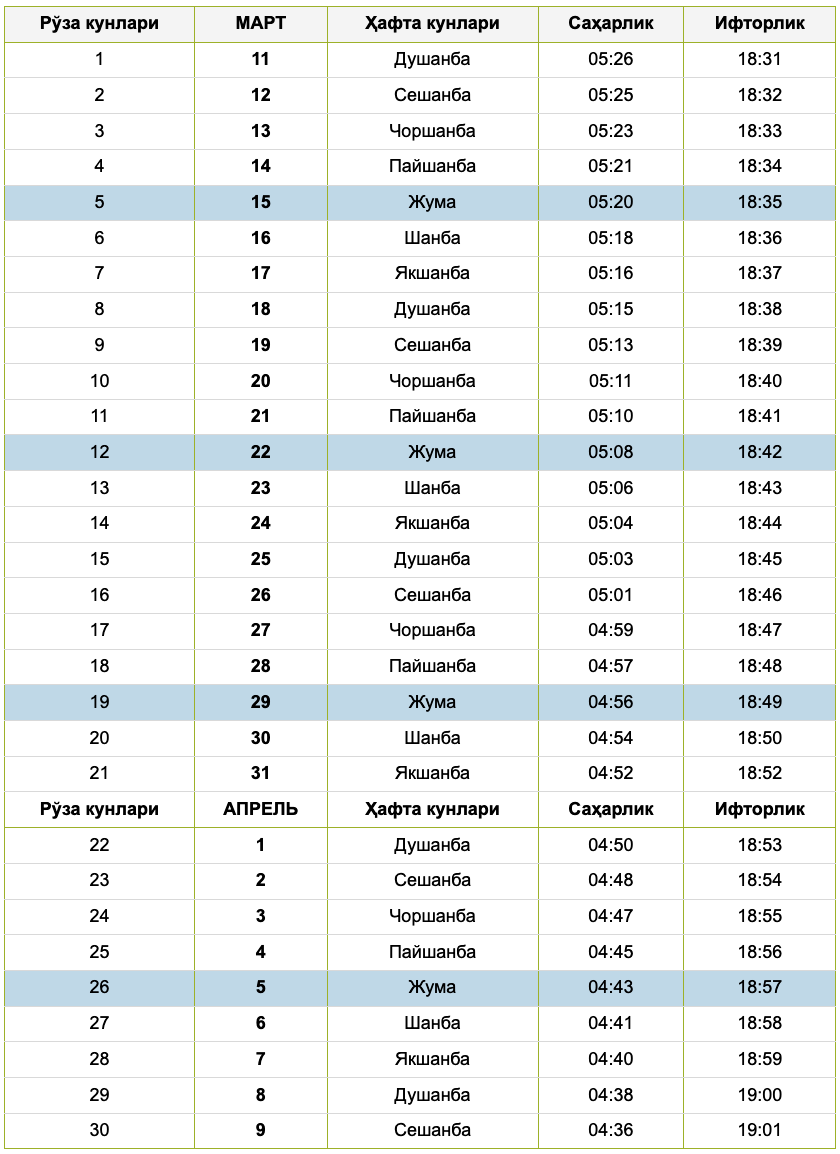 Рўза кунлари МАРТ Ҳафта кунлари Саҳарлик Ифторлик
1 11 Душанба 05:26 18:31
2 12 Сешанба 05:25 18:32
3 13 Чоршанба 05:23 18:33
4 14 Пайшанба 05:21 18:34
5 15 Жума 05:20 18:35
6 16 Шанба 05:18 18:36
7 17 Якшанба 05:16 18:37
8 18 Душанба 05:15 18:38
9 19 Сешанба 05:13 18:39
10 20 Чоршанба 05:11 18:40
11 21 Пайшанба 05:10 18:41
12 22 Жума 05:08 18:42
13 23 Шанба 05:06 18:43
14 24 Якшанба 05:04 18:44
15 25 Душанба 05:03 18:45
16 26 Сешанба 05:01 18:46
17 27 Чоршанба 04:59 18:47
18 28 Пайшанба 04:57 18:48
19 29 Жума 04:56 18:49
20 30 Шанба 04:54 18:50
21 31 Якшанба 04:52 18:52
Рўза кунлари АПРЕЛЬ Ҳафта кунлари Саҳарлик Ифторлик
22 1 Душанба 04:50 18:53
23 2 Сешанба 04:48 18:54
24 3 Чоршанба 04:47 18:55
25 4 Пайшанба 04:45 18:56
26 5 Жума 04:43 18:57
27 6 Шанба 04:41 18:58
28 7 Якшанба 04:40 18:59
29 8 Душанба 04:38 19:00
30 9 Сешанба 04:36 19:01